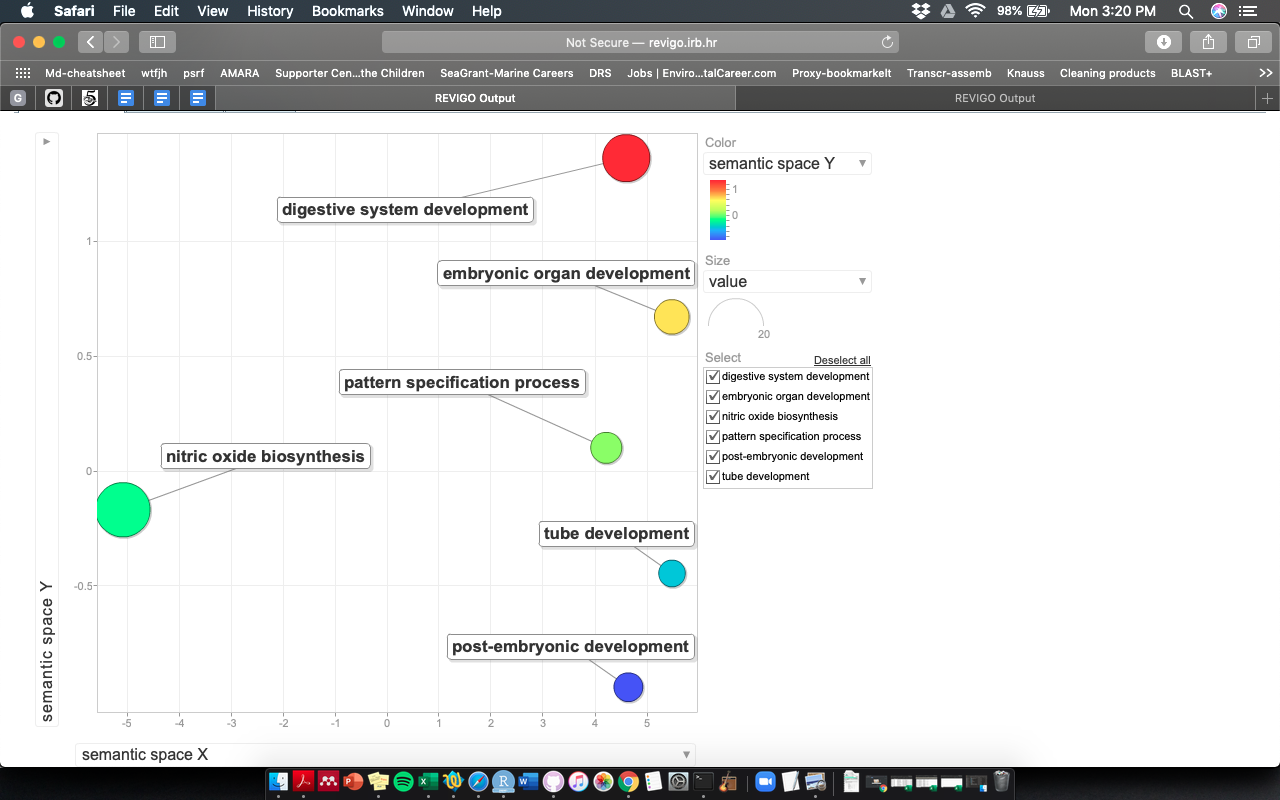 Safari File Edit View History Bookmarks Window Help 98% Mon 3:20 PM
Not Secure — revigo.irb.hr
Md-cheatsheet wtfjh psrf AMARA Supporter Cen...the Children SeaGrant-Marine Careers DRS Jobs | Enviro...talCareer.com Proxy-bookmarkelt Transcr-assemb Knauss Cleaning products BLAST+
G REVIGO Output REVIGO Output
digestive system development
embryonic organ development
pattern specification process
nitric oxide biosynthesis
tube development
post-embryonic development
1
0.5
0
-0.5
semantic space Y
-5 -4 -3 -2 -1 0 1 2 3 4 5
semantic space X
Color
semantic space Y
1
0
Size
value
20
Select Deselect all
digestive system development
embryonic organ development
nitric oxide biosynthesis
pattern specification process
post-embryonic development
tube development